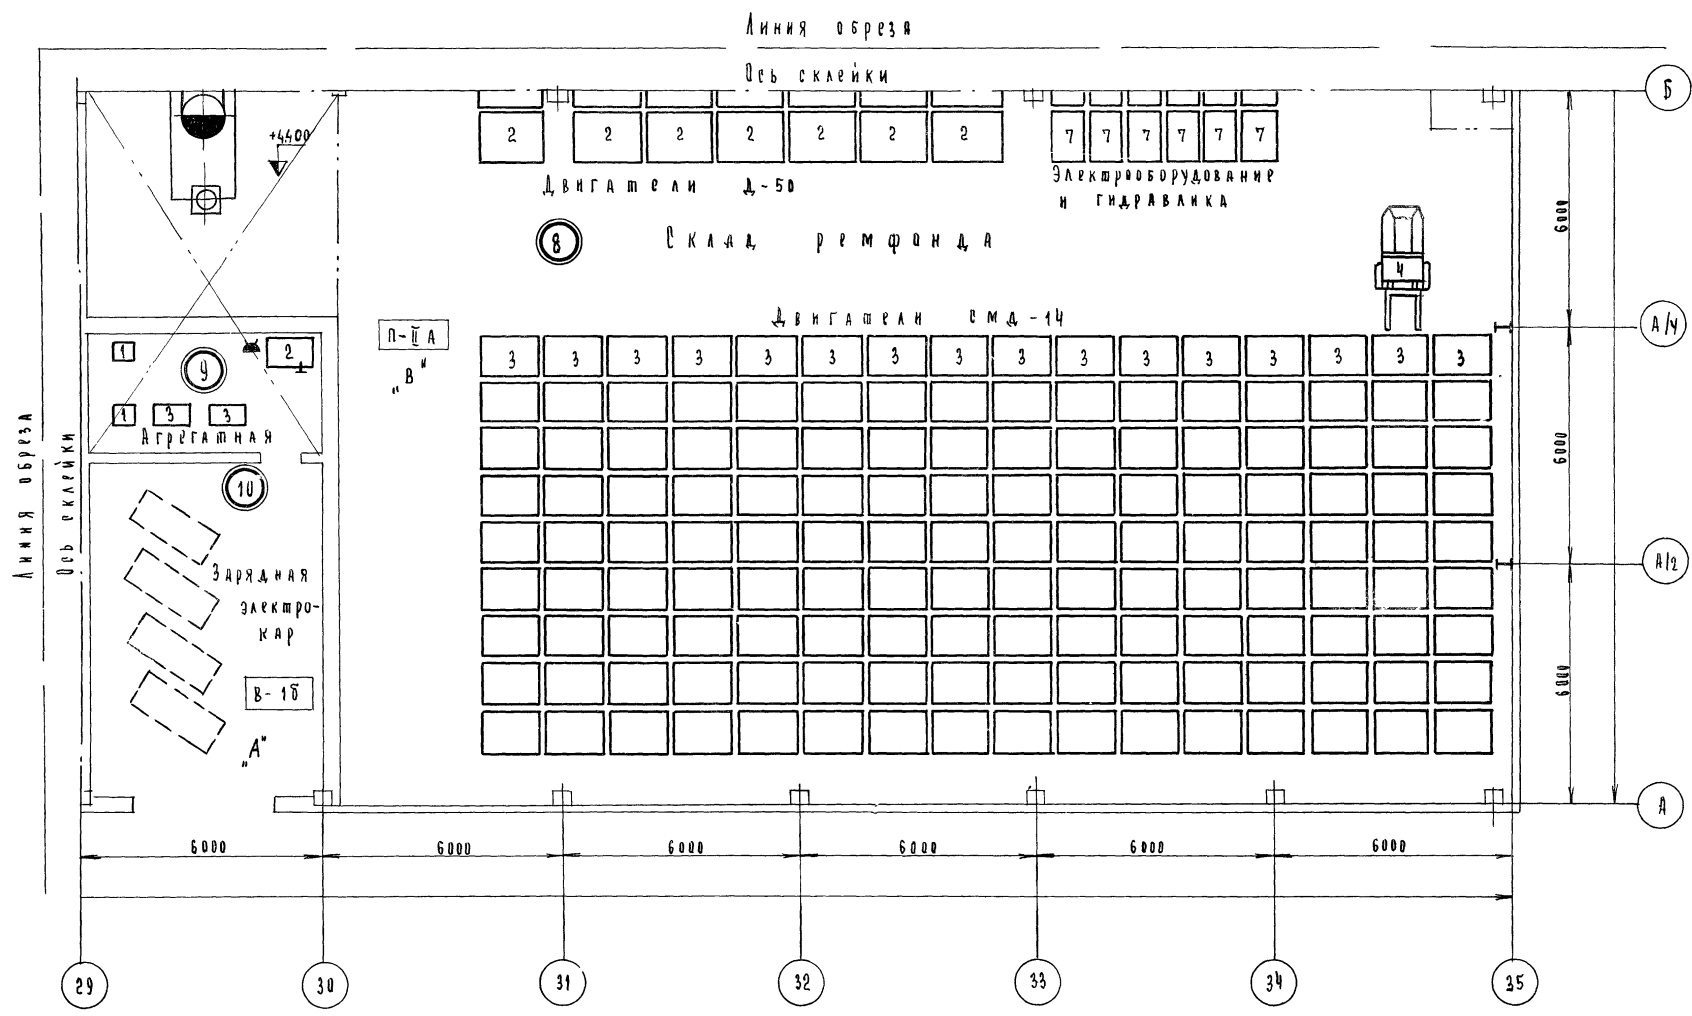 Линия обреза
Ось склейки
Б
+4.400
2 2 2 2 2 2 2
7 7 7 7 7 7
Двигатели Д-50
Электрооборудование
и гидравлика
8
Склад ремфонда
6000
4
Двигатели СМД-14
А/4
П-IIА
„В"
1
2
9
3 3 3 3 3 3 3 3 3 3 3 3 3 3 3 3
1 3 3
Агрегатная
6000
Линия обреза
Ось склейки
10
А/2
Зарядная
электро-
кар
6000
В-1б
„А"
А
6000 6000 6000 6000 6000 6000
29 30 31 32 33 34 35